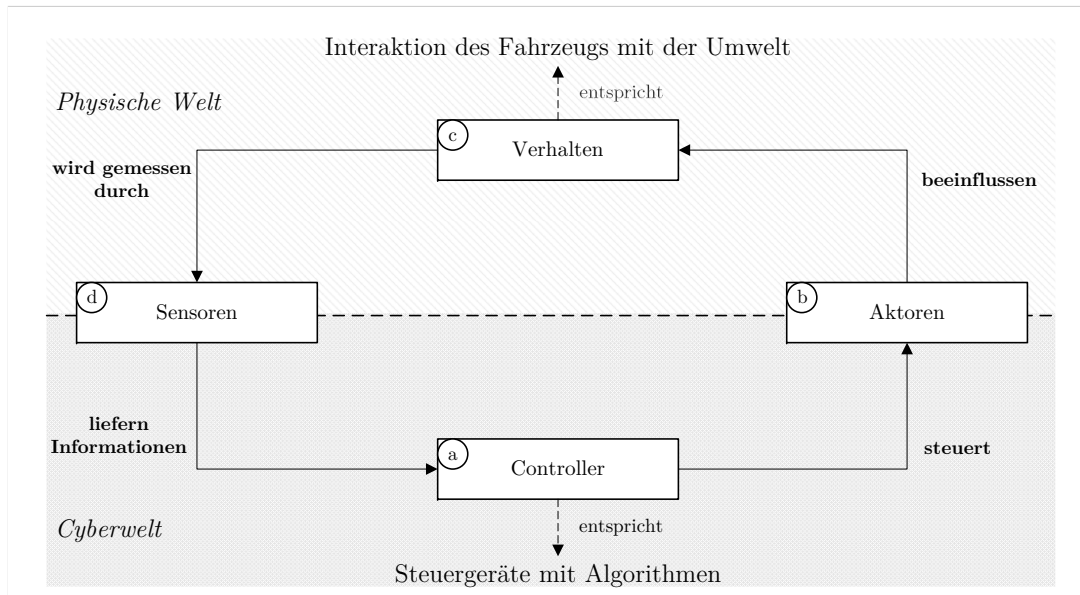 Interaktion des Fahrzeugs mit der Umwelt
Physische Welt
entspricht
c
Verhalten
wird gemessen
durch
beeinflussen
d
Sensoren
b
Aktoren
liefern
Informationen
a
Controller
steuert
Cyberwelt
entspricht
Steuergeräte mit Algorithmen